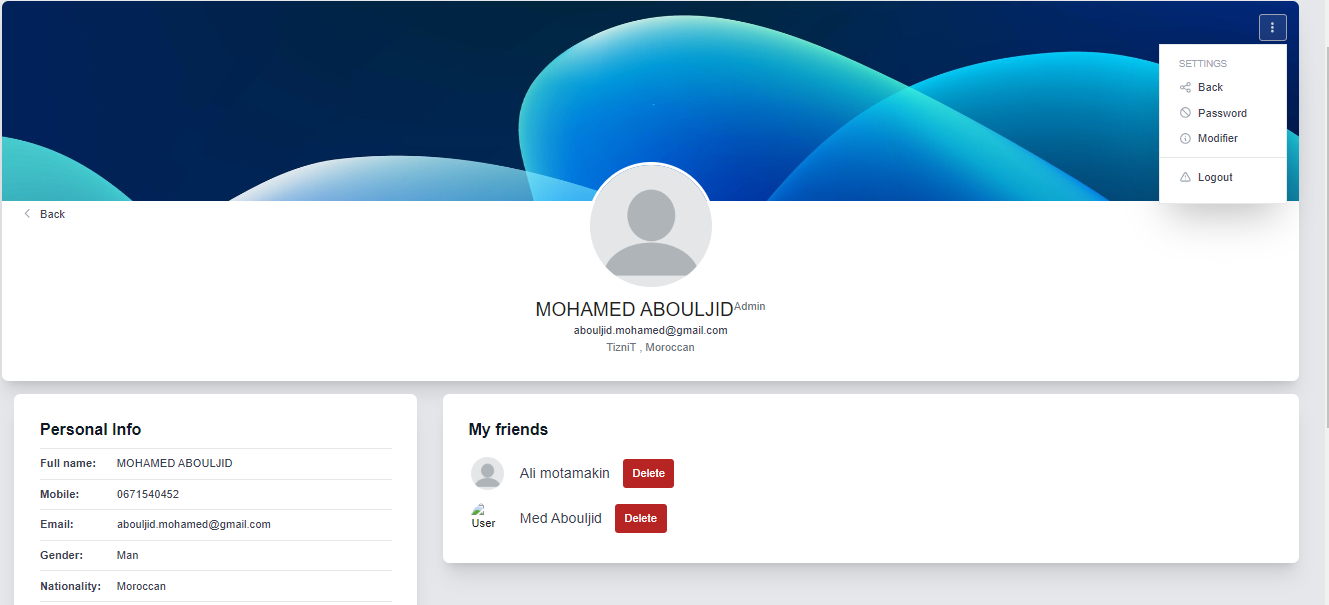 SETTINGS
Back
Password
Modifier
Logout
Back
MOHAMED ABOULJID Admin
abouljid.mohamed@gmail.com
TizniT , Moroccan
Personal Info
Full name: MOHAMED ABOULJID
Mobile: 0671540452
Email: abouljid.mohamed@gmail.com
Gender: Man
Nationality: Moroccan
My friends
Ali motamakin Delete
User Med Abouljid Delete